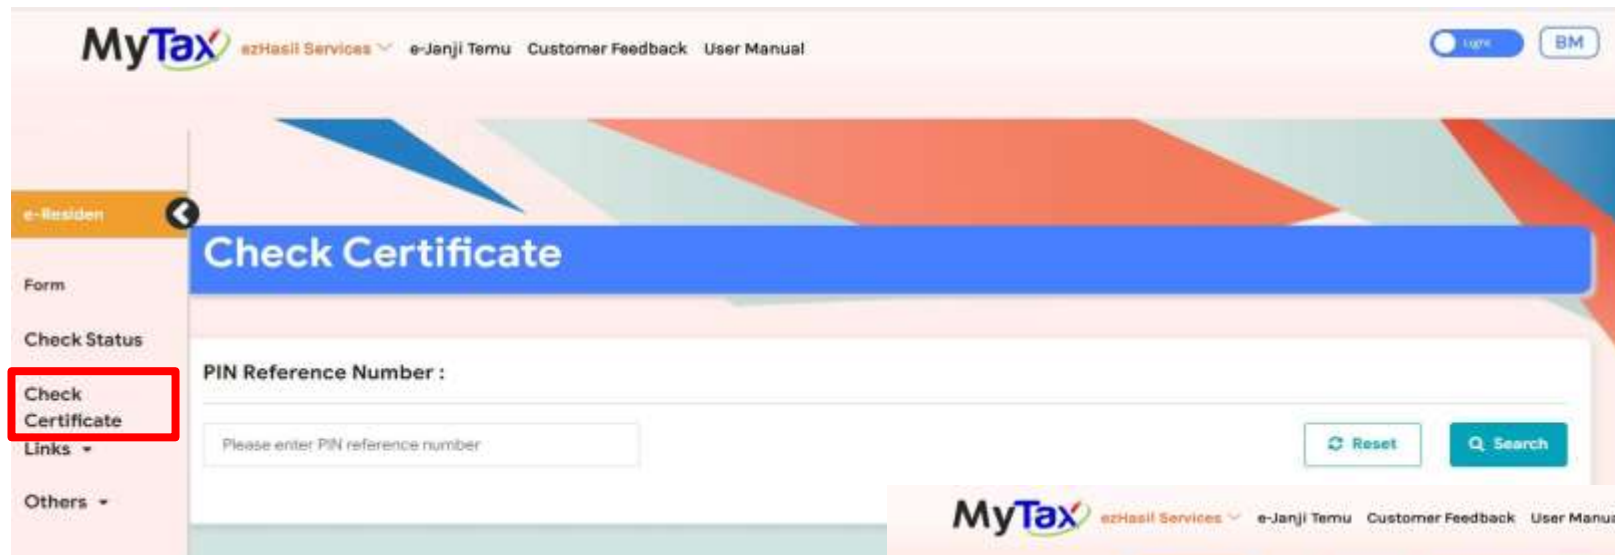 MyTax ezHasil Services e-Janji Temu Customer Feedback User Manual Light BM
e-Residen
Check Certificate
Form
Check Status
Check
Certificate
Links
Others
PIN Reference Number :
Please enter PIN reference number
Reset Search
MyTax ezHasil Services e-Janji Temu Customer Feedback User Manua